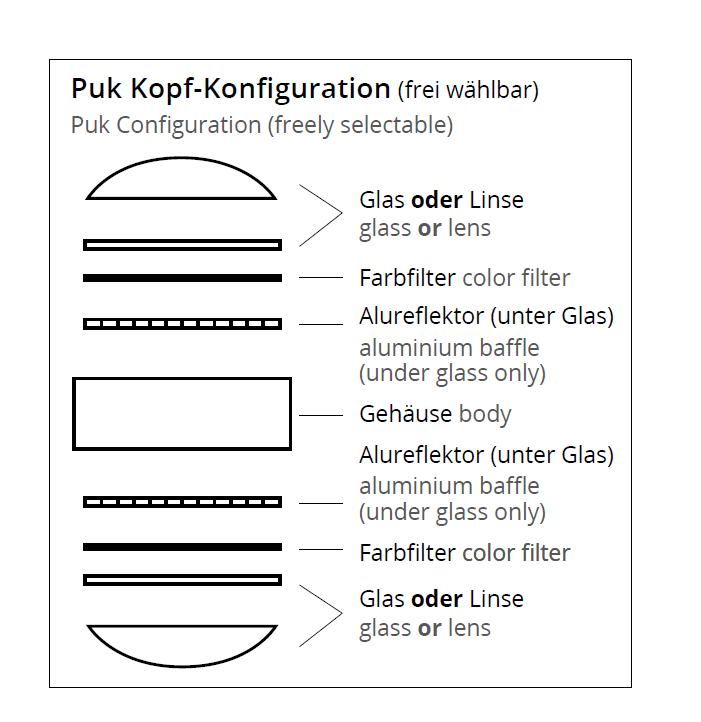 Puk Kopf-Konfiguration (frei wählbar)
Puk Configuration (freely selectable)
Glas oder Linse
glass or lens
Farbfilter color filter
Alureflektor (unter Glas)
aluminium baffle
(under glass only)
Gehäuse body
Alureflektor (unter Glas)
aluminium baffle
(under glass only)
Farbfilter color filter
Glas oder Linse
glass or lens